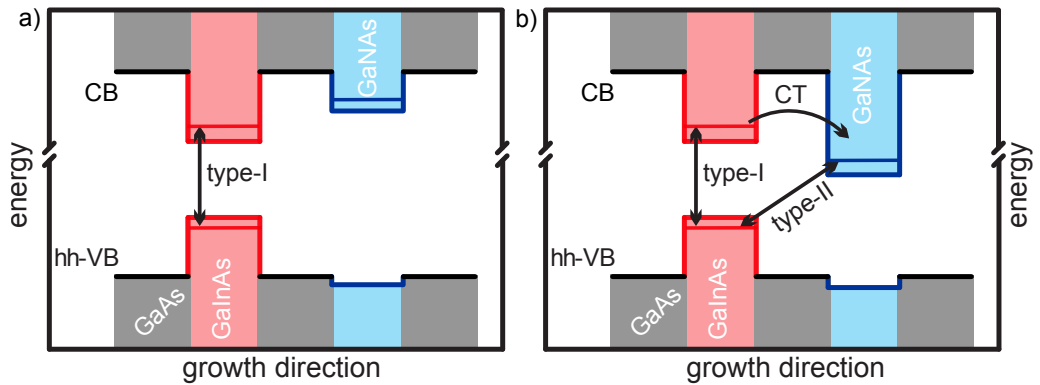 a)
CB
GaNAs
type-I
energy
hh-VB
GaAs
GaInAs
growth direction
b)
CB
CT
GaNAs
type-I
type-II
energy
hh-VB
GaAs
GaInAs
growth direction